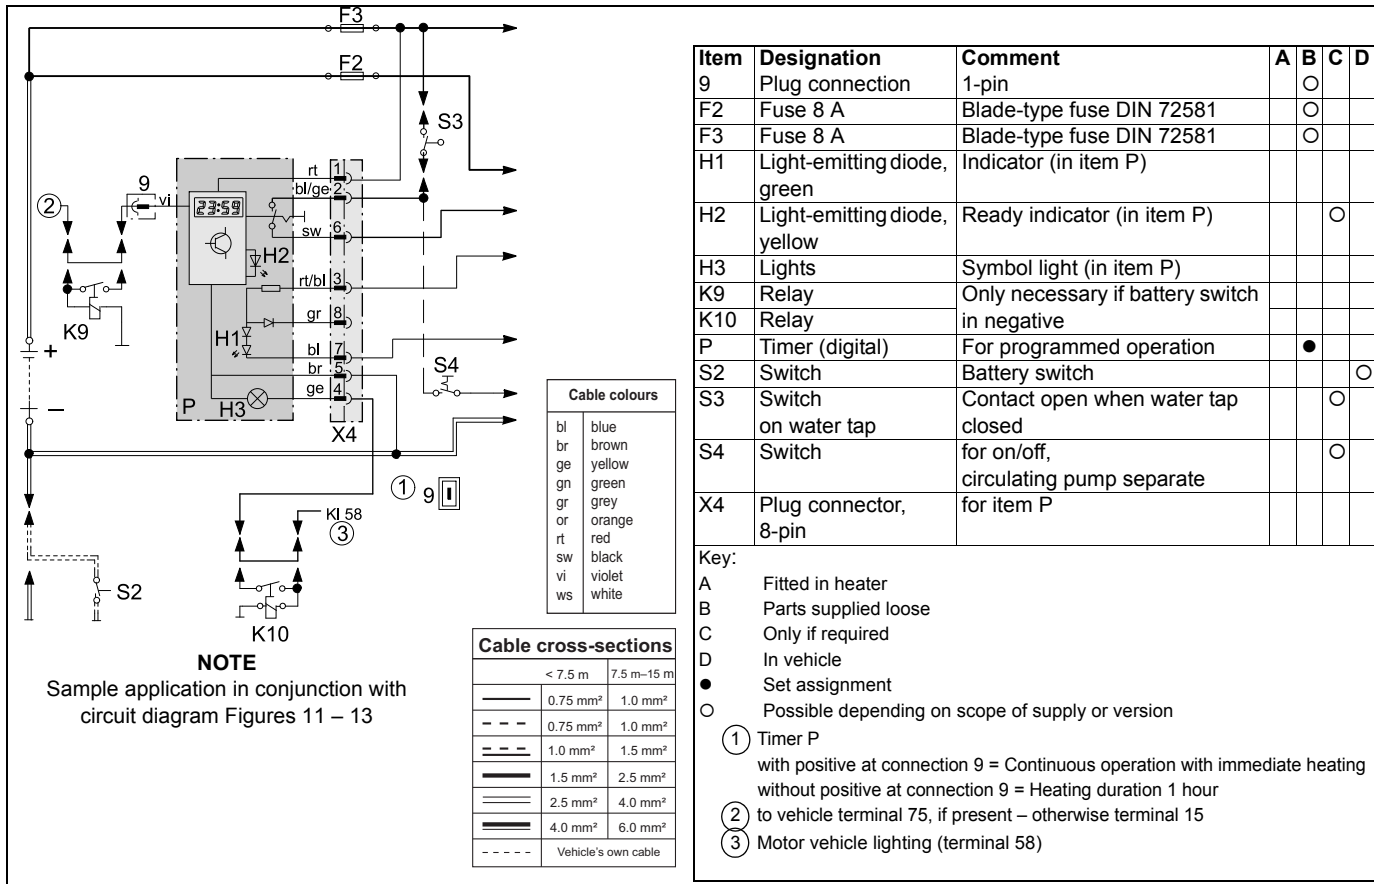 F3
F2
S3
9
2
vi
23:59
rt
1
bl/ge
2
sw
6
H2
rt/bl
3
gr
8
H1
bl
7
br
5
ge
4
P
H3
X4
K9
+
–
S4
1
9
Kl 58
3
S2
K10
NOTE
Sample application in conjunction with
circuit diagram Figures 11 – 13
Cable colours
bl blue
br brown
ge yellow
gn green
gr grey
or orange
rt red
sw black
vi violet
ws white
Cable cross-sections
< 7.5 m 7.5 m–15 m
0.75 mm² 1.0 mm²
0.75 mm² 1.0 mm²
1.0 mm² 1.5 mm²
1.5 mm² 2.5 mm²
2.5 mm² 4.0 mm²
4.0 mm² 6.0 mm²
Vehicle's own cable
Item Designation Comment A B C D
9 Plug connection 1-pin O
F2 Fuse 8 A Blade-type fuse DIN 72581 O
F3 Fuse 8 A Blade-type fuse DIN 72581 O
H1 Light-emitting diode, Indicator (in item P)
green
H2 Light-emitting diode, Ready indicator (in item P) O
yellow
H3 Lights Symbol light (in item P)
K9 Relay Only necessary if battery switch
K10 Relay in negative
P Timer (digital) For programmed operation ●
S2 Switch Battery switch O
S3 Switch Contact open when water tap O
on water tap closed
S4 Switch for on/off, O
circulating pump separate
X4 Plug connector, for item P
8-pin
Key:
A Fitted in heater
B Parts supplied loose
C Only if required
D In vehicle
● Set assignment
O Possible depending on scope of supply or version
1 Timer P
with positive at connection 9 = Continuous operation with immediate heating
without positive at connection 9 = Heating duration 1 hour
2 to vehicle terminal 75, if present – otherwise terminal 15
3 Motor vehicle lighting (terminal 58)